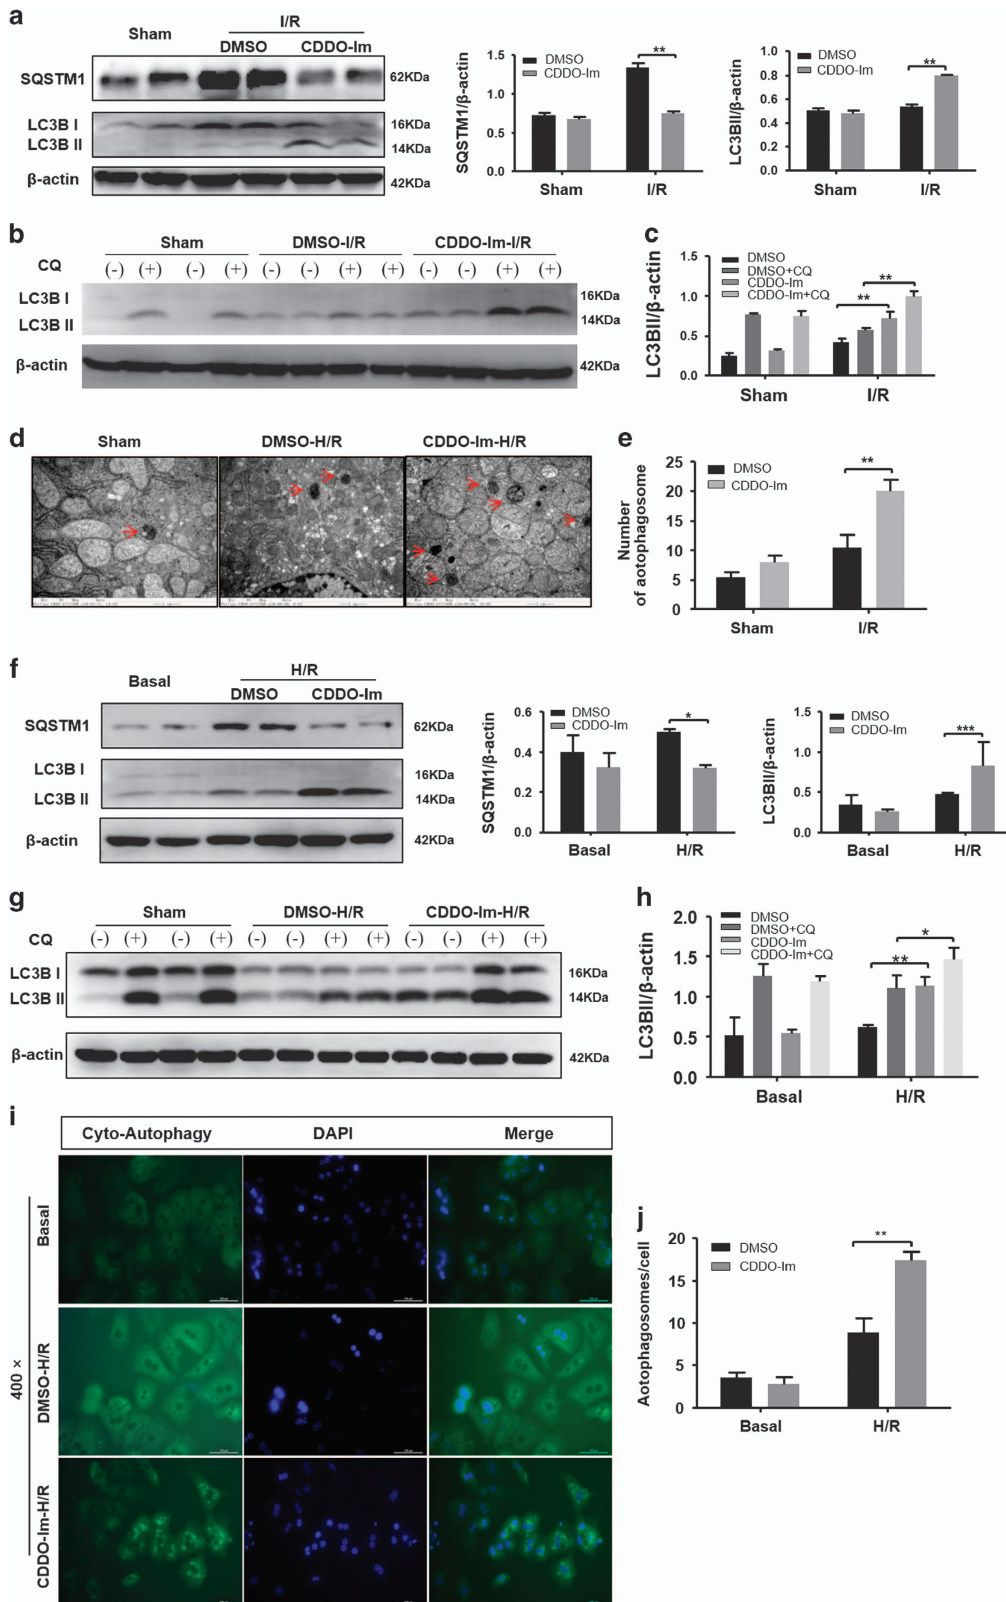 a
Sham
I/R
DMSO CDDO-Im
SQSTM1
62KDa
LC3B I
16KDa
LC3B II
14KDa
β-actin
42KDa
SQSTM1/β-actin
1.5
1.0
0.5
0.0
DMSO
CDDO-Im
**
Sham I/R
LC3BII/β-actin
1.0
0.8
0.6
0.4
0.2
0.0
DMSO
CDDO-Im
**
Sham I/R
b
Sham DMSO-I/R CDDO-Im-I/R
CQ (-) (+) (-) (+) (-) (-) (+) (+) (-) (-) (+) (+)
LC3B I
16KDa
LC3B II
14KDa
β-actin
42KDa
c
LC3BII/β-actin
1.5
1.0
0.5
0.0
DMSO
DMSO+CQ
CDDO-Im
CDDO-Im+CQ
**
**
Sham I/R
d
Sham DMSO-H/R CDDO-Im-H/R
e
Number
of aotophagosome
25
20
15
10
5
0
DMSO
CDDO-Im
**
Sham I/R
f
Basal
H/R
DMSO CDDO-Im
SQSTM1
62KDa
LC3B I
16KDa
LC3B II
14KDa
β-actin
42KDa
SQSTM1/β-actin
0.6
0.4
0.2
0.0
DMSO
CDDO-Im
*
Basal H/R
LC3BII/β-actin
1.5
1.0
0.5
0.0
DMSO
CDDO-Im
***
Basal H/R
g
Sham DMSO-H/R CDDO-Im-H/R
CQ (-) (+) (-) (+) (-) (-) (+) (+) (-) (-) (+) (+)
LC3B I
16KDa
LC3B II
14KDa
β-actin
42KDa
h
LC3BII/β-actin
2.0
1.5
1.0
0.5
0.0
DMSO
DMSO+CQ
CDDO-Im
CDDO-Im+CQ
*
**
Basal H/R
i
Cyto-Autophagy DAPI Merge
400 ×
Basal
DMSO-H/R
CDDO-Im-H/R
j
Aotophagosomes/cell
20
15
10
5
0
DMSO
CDDO-Im
**
Basal H/R